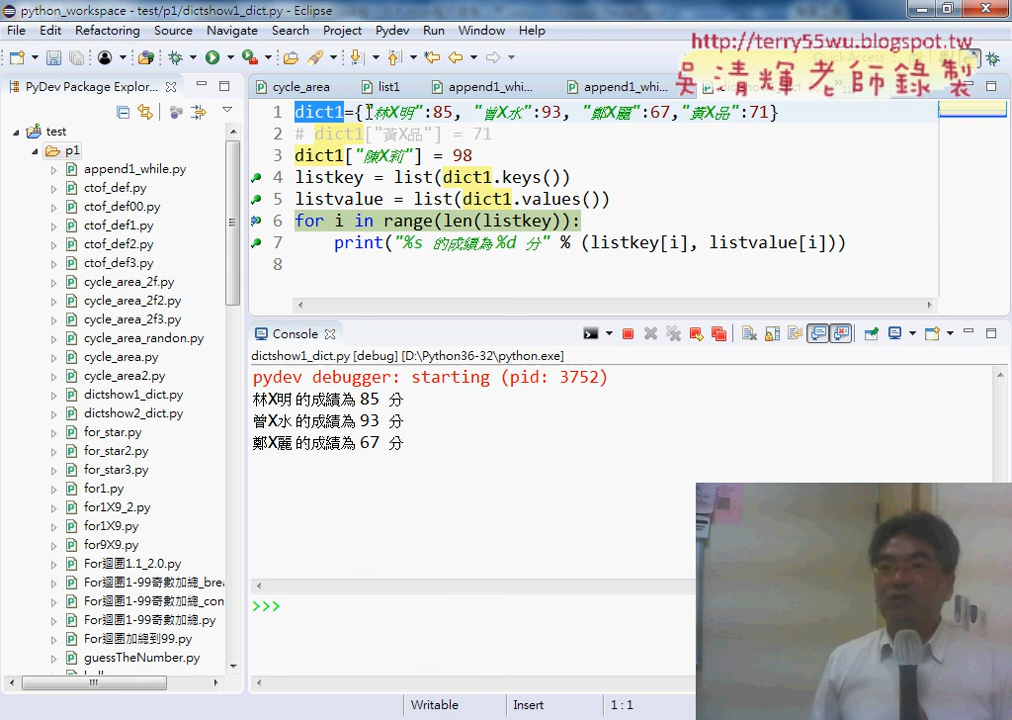 python_workspace - test/p1/dictshow1_dict.py - Eclipse
File Edit Refactoring Source Navigate Search Project Pydev Run Window Help
http://terry55wu.blogspot.tw
吳清輝老師錄製
PyDev Package Explor...
cycle_area list1 append1_whi... append1_whi...
test
p1
append1_while.py
ctof_def.py
ctof_def00.py
ctof_def1.py
ctof_def2.py
ctof_def3.py
cycle_area_2f.py
cycle_area_2f2.py
cycle_area_2f3.py
cycle_area_randon.py
cycle_area.py
cycle_area2.py
dictshow1_dict.py
dictshow2_dict.py
for_star.py
for_star2.py
for_star3.py
for1.py
for1X9_2.py
for1X9.py
for9X9.py
For迴圈1.1_2.0.py
For迴圈1-99奇數加總_brea
For迴圈1-99奇數加總_con
For迴圈1-99奇數加總.py
For迴圈加總到99.py
guessTheNumber.py
1 dict1={"林X明":85, "曾X水":93, "鄭X麗":67,"黃X品":71}
2 # dict1["黃X品"] = 71
3 dict1["陳X莉"] = 98
4 listkey = list(dict1.keys())
5 listvalue = list(dict1.values())
6 for i in range(len(listkey)):
7 print("%s 的成績為%d 分" % (listkey[i], listvalue[i]))
8
Console
dictshow1_dict.py [debug] [D:\Python36-32\python.exe]
pydev debugger: starting (pid: 3752)
林X明 的成績為 85 分
曾X水 的成績為 93 分
鄭X麗 的成績為 67 分
>>>
Writable Insert 1 : 1